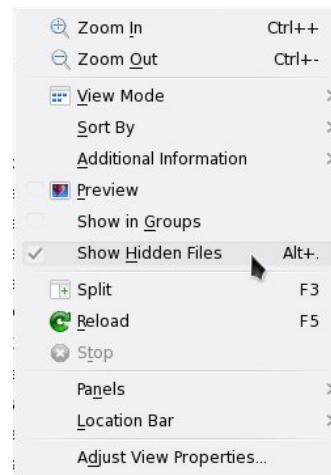 Zoom In Ctrl++
Zoom Out Ctrl+-
View Mode
Sort By
Additional Information
Preview
Show in Groups
Show Hidden Files Alt+.
Split F3
Reload F5
Stop
Panels
Location Bar
Adjust View Properties...